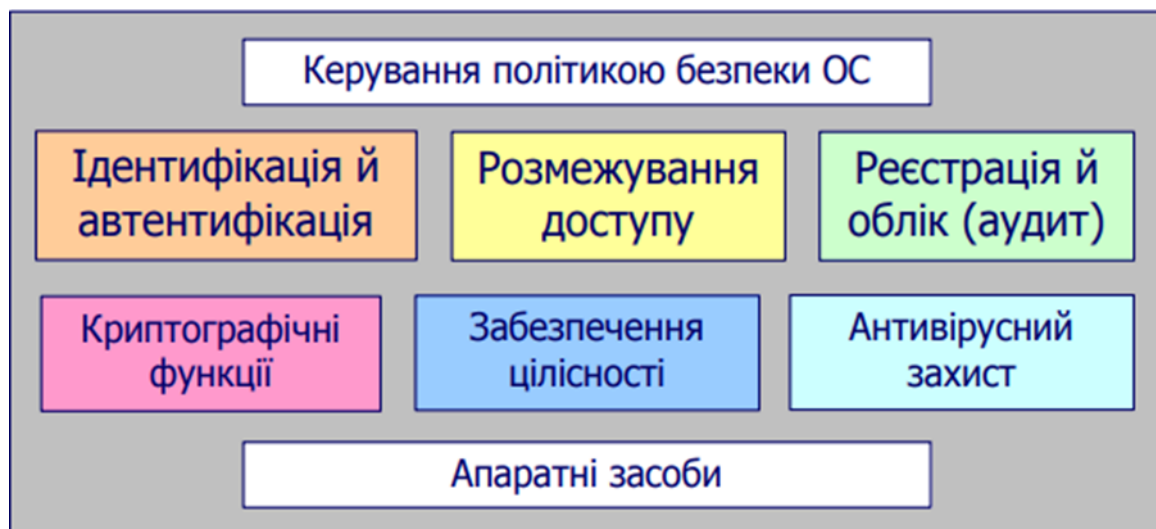 Керування політикою безпеки ОС
Ідентифікація й
автентифікація
Розмежування
доступу
Реєстрація й
облік (аудит)
Криптографічні
функції
Забезпечення
цілісності
Антивірусний
захист
Апаратні засоби